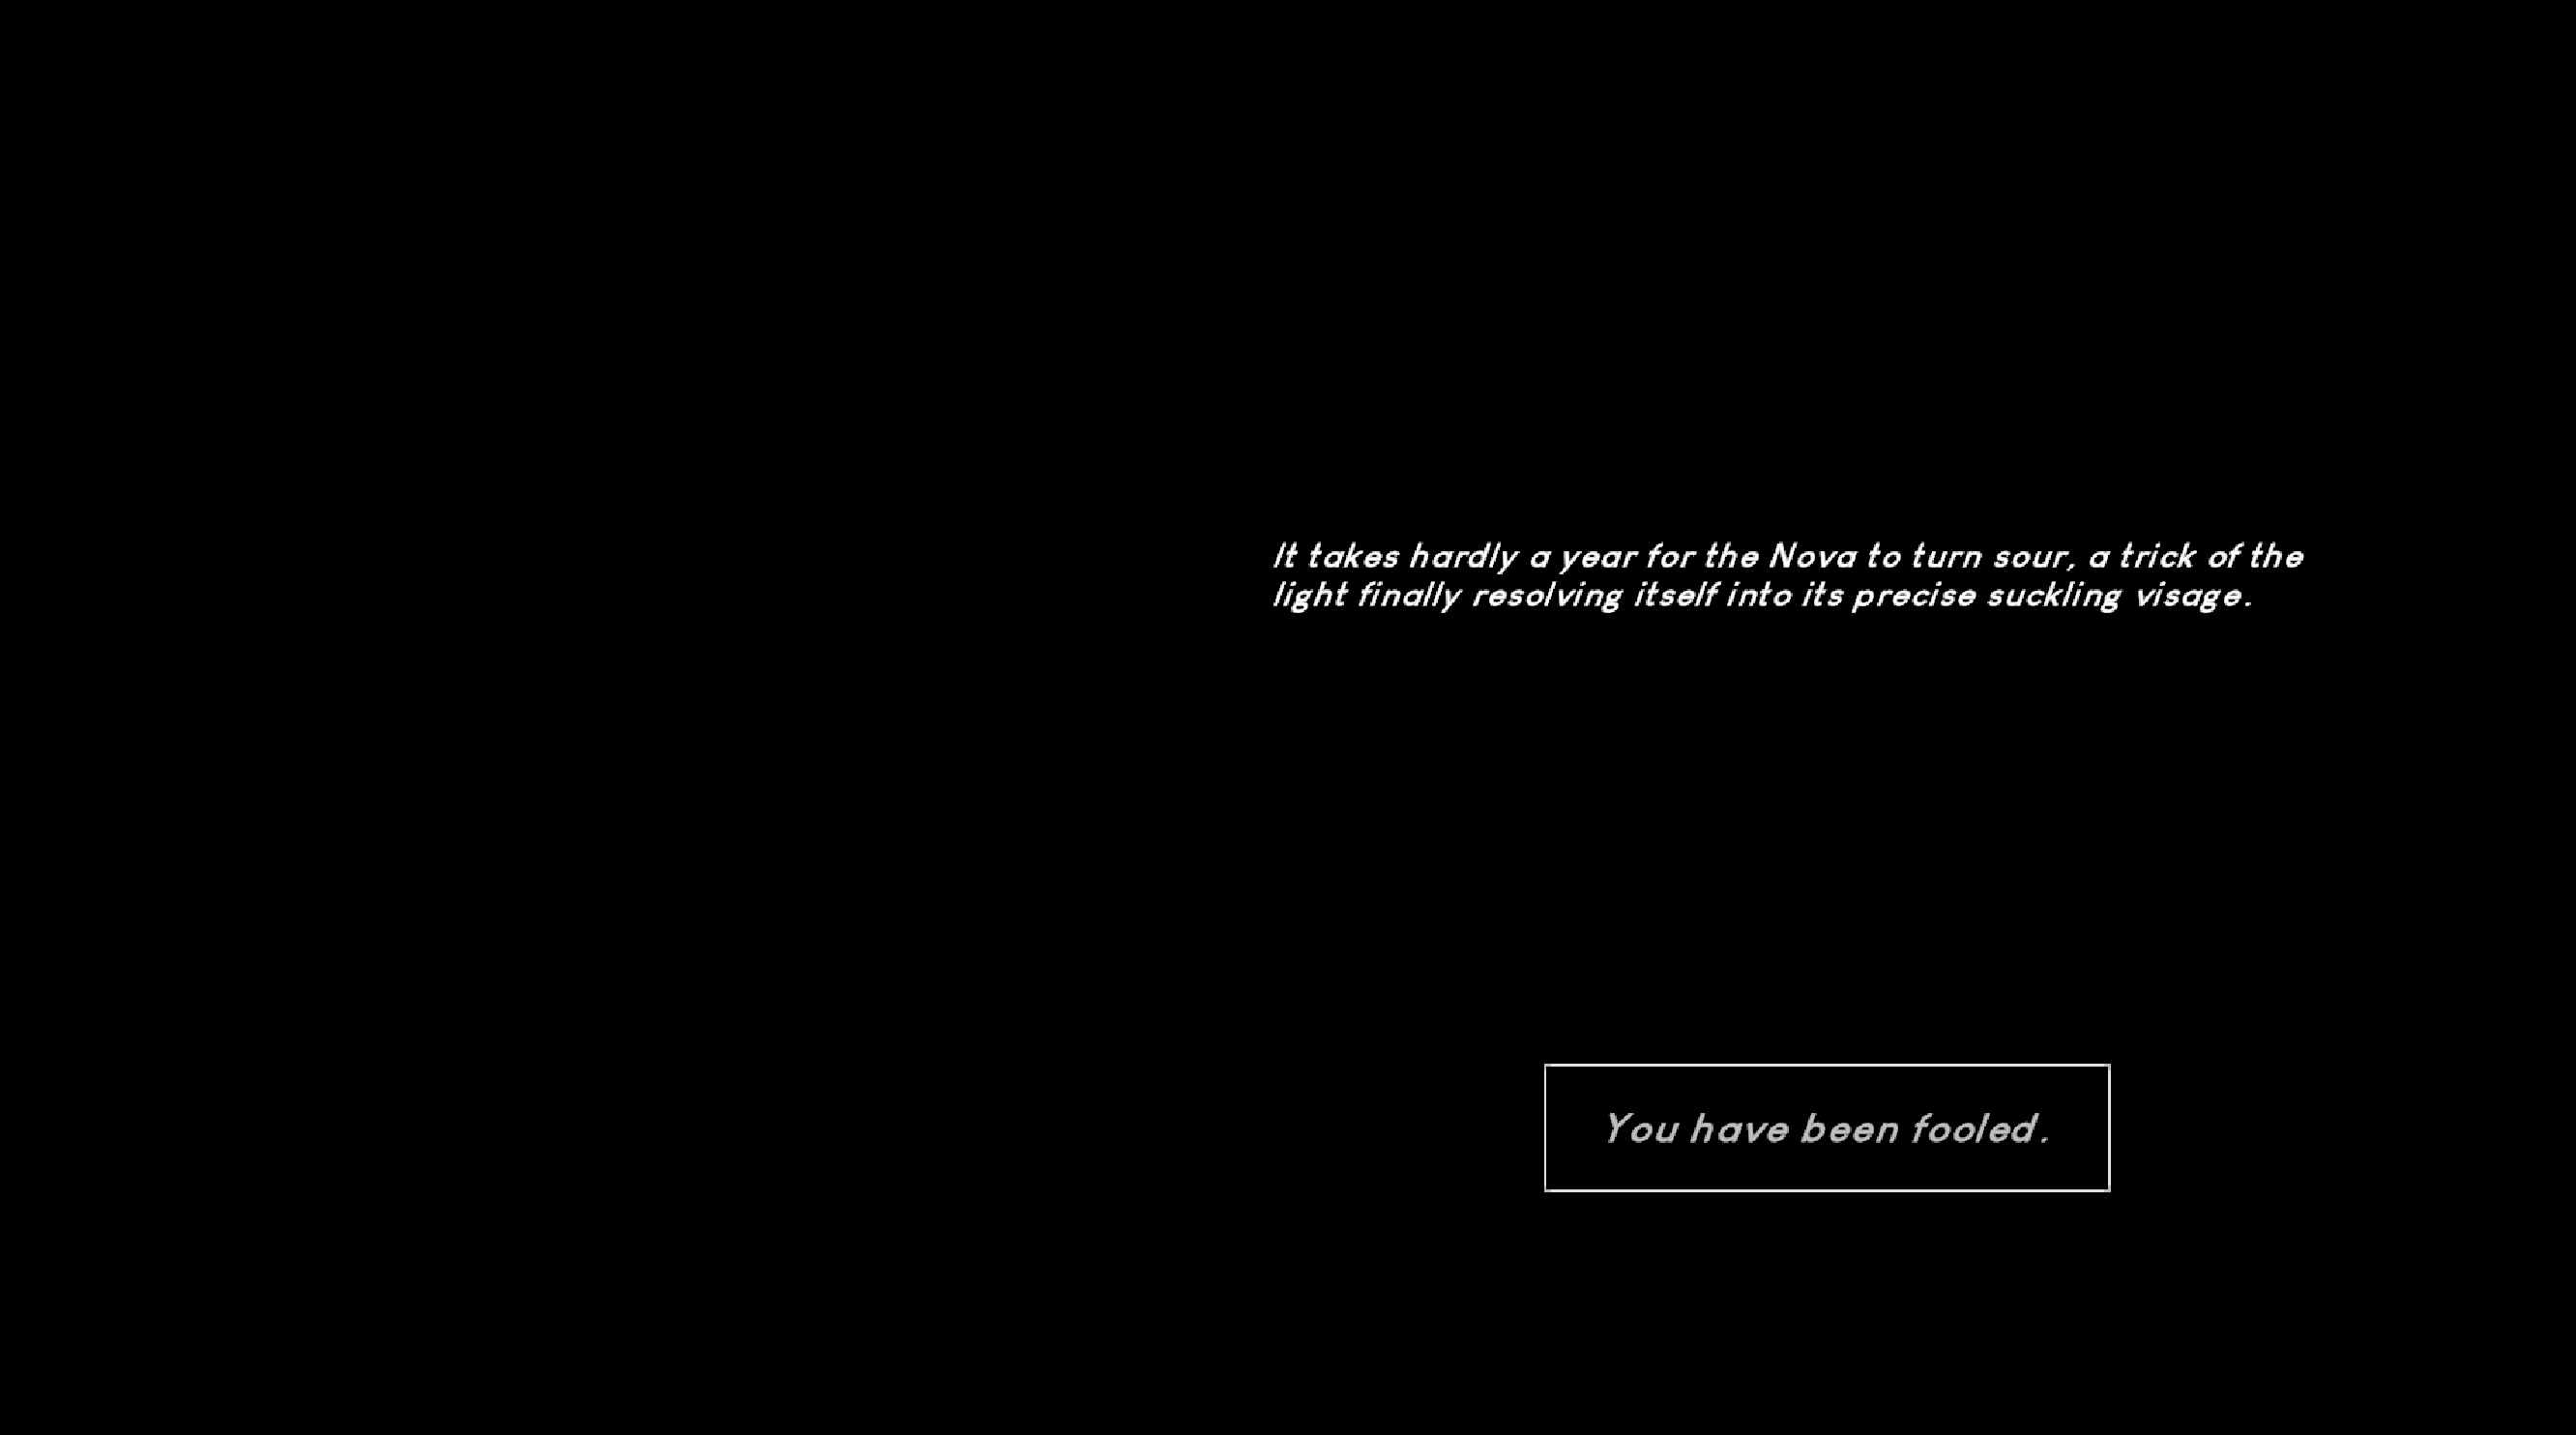 It takes hardly a year for the Nova to turn sour, a trick of the
light finally resolving itself into its precise suckling visage.
You have been fooled.